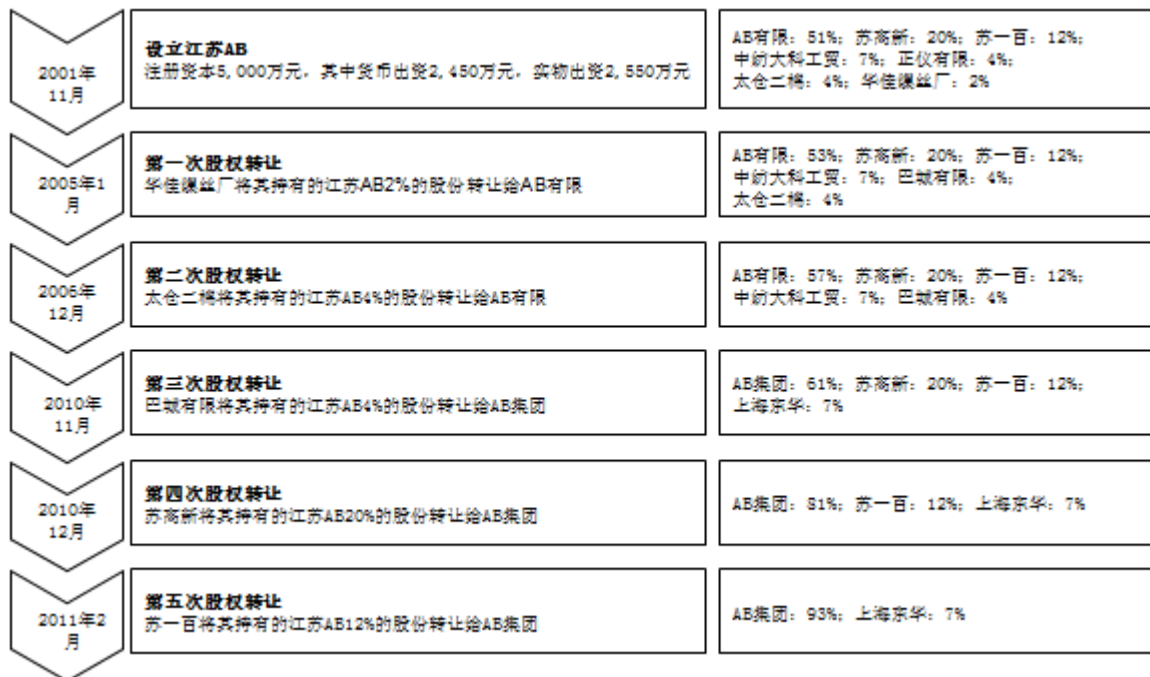 2001年
11月
设立江苏AB
注册资本5,000万元，其中货币出资2,450万元，实物出资2,550万元
AB有限：51%；苏高新：20%；苏一百：12%；
中纺大科工贸：7%；正仪有限：4%；
太仓二棉：4%；华佳缫丝厂：2%
2005年1
月
第一次股权转让
华佳缫丝厂将其持有的江苏AB2%的股份转让给AB有限
AB有限：53%；苏高新：20%；苏一百：12%；
中纺大科工贸：7%；巴城有限：4%；
太仓二棉：4%
2006年
12月
第二次股权转让
太仓二棉将其持有的江苏AB4%的股份转让给AB有限
AB有限：57%；苏高新：20%；苏一百：12%；
中纺大科工贸：7%；巴城有限：4%
2010年
11月
第三次股权转让
巴城有限将其持有的江苏AB4%的股份转让给AB集团
AB集团：61%；苏高新：20%；苏一百：12%；
上海东华：7%
2010年
12月
第四次股权转让
苏高新将其持有的江苏AB20%的股份转让给AB集团
AB集团：81%；苏一百：12%；上海东华：7%
2011年2
月
第五次股权转让
苏一百将其持有的江苏AB12%的股份转让给AB集团
AB集团：93%；上海东华：7%